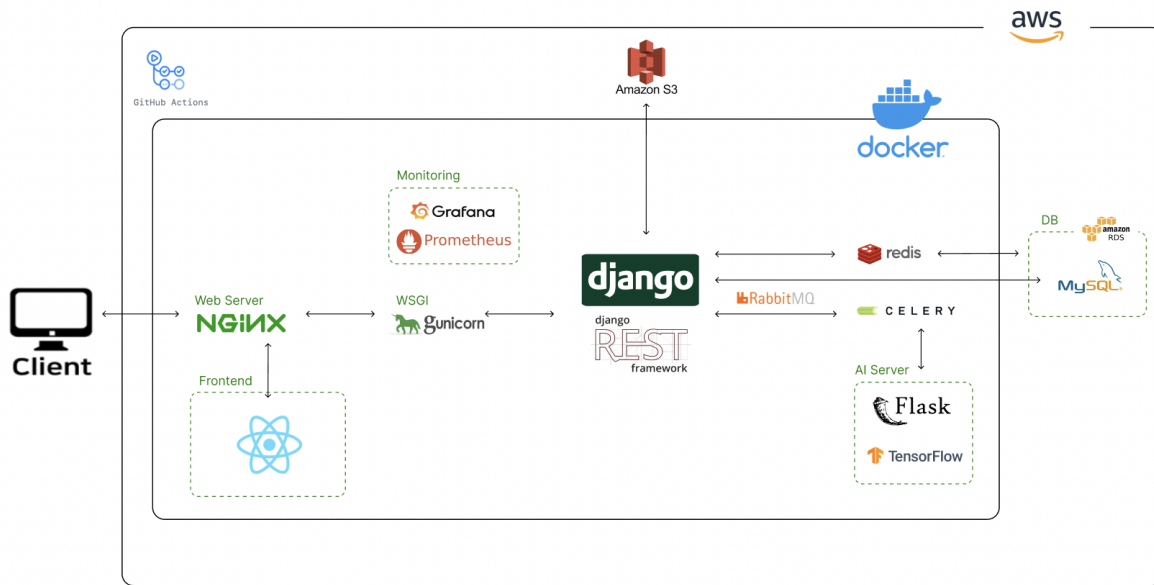 aws
GitHub Actions
Amazon S3
docker
Monitoring
Grafana
Prometheus
DB
amazon
RDS
MySQL
redis
django
django
REST
framework
RabbitMQ
CELERY
Web Server
NGINX
WSGI
gunicorn
Client
Frontend
AI Server
Flask
TensorFlow